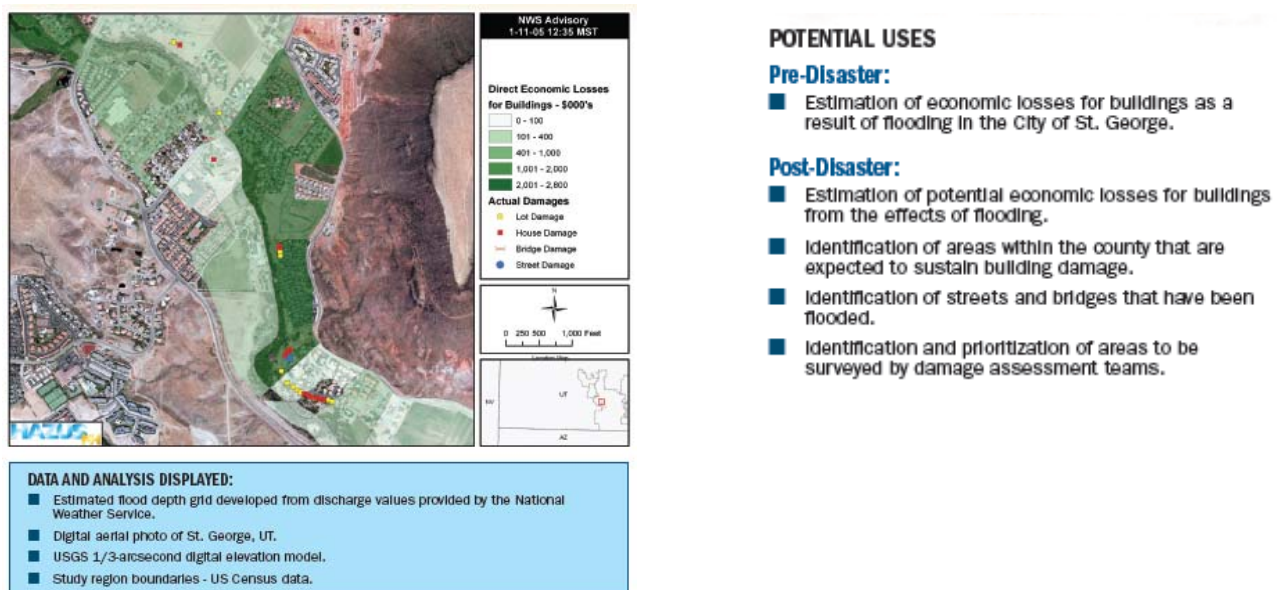 NWS Advisory
1-11-05 12:35 MST
Direct Economic Losses
for Buildings - $000's
0 - 100
101 - 400
401 - 1,000
1,001 - 2,000
2,001 - 2,800
Actual Damages
Lot Damage
House Damage
Bridge Damage
Street Damage
N
0 250 500 1,000 Feet
Location Map
NV
UT
AZ
HAZUS
MH
DATA AND ANALYSIS DISPLAYED:
Estimated flood depth grid developed from discharge values provided by the National
Weather Service.
Digital aerial photo of St. George, UT.
USGS 1/3-arcsecond digital elevation model.
Study region boundaries - US Census data.
POTENTIAL USES
Pre-Disaster:
Estimation of economic losses for buildings as a
result of flooding in the City of St. George.
Post-Disaster:
Estimation of potential economic losses for buildings
from the effects of flooding.
Identification of areas within the county that are
expected to sustain building damage.
Identification of streets and bridges that have been
flooded.
Identification and prioritization of areas to be
surveyed by damage assessment teams.